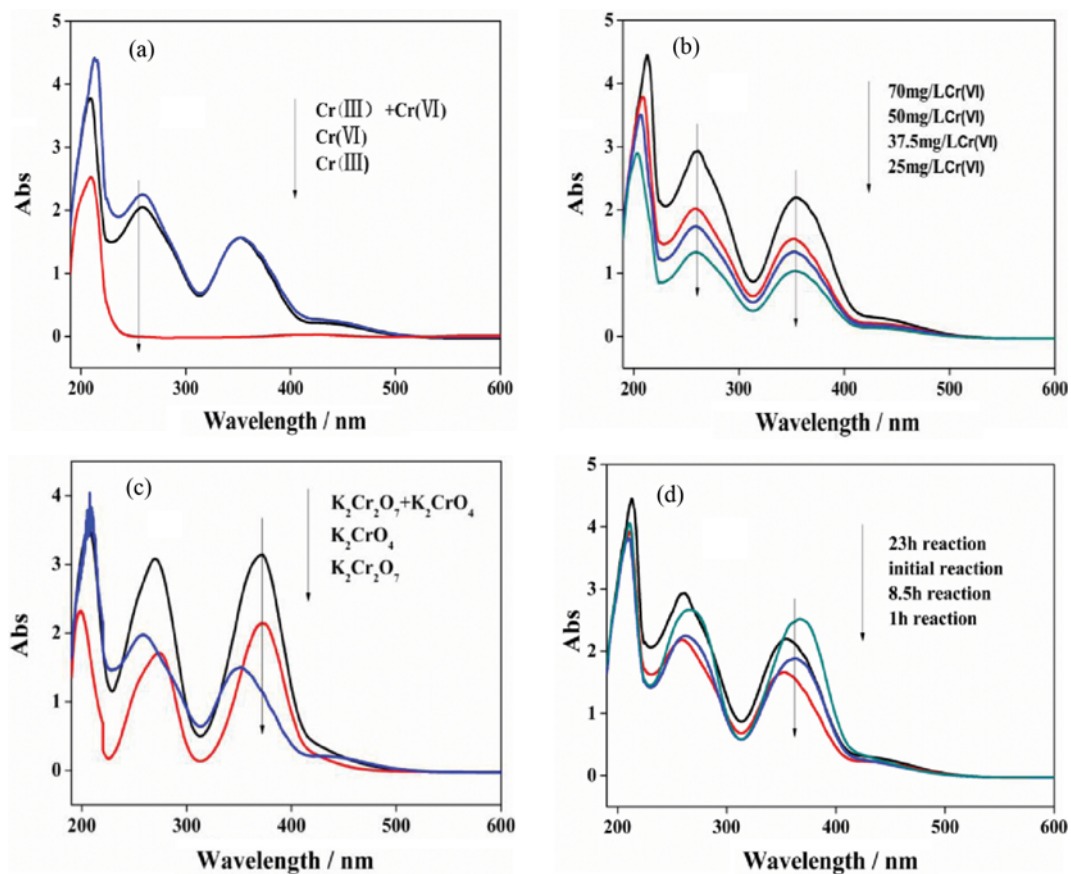 (a)
Cr(Ⅲ) +Cr(Ⅵ)
Cr(Ⅵ)
Cr(Ⅲ)
Abs
5
4
3
2
1
0
200 300 400 500 600
Wavelength / nm
(b)
70mg/LCr(Ⅵ)
50mg/LCr(Ⅵ)
37.5mg/LCr(Ⅵ)
25mg/LCr(Ⅵ)
Abs
5
4
3
2
1
0
200 300 400 500 600
Wavelength / nm
(c)
K₂Cr₂O₇+K₂CrO₄
K₂CrO₄
K₂Cr₂O₇
Abs
4
3
2
1
0
200 300 400 500 600
Wavelength / nm
(d)
23h reaction
initial reaction
8.5h reaction
1h reaction
Abs
5
4
3
2
1
0
200 300 400 500 600
Wavelength / nm